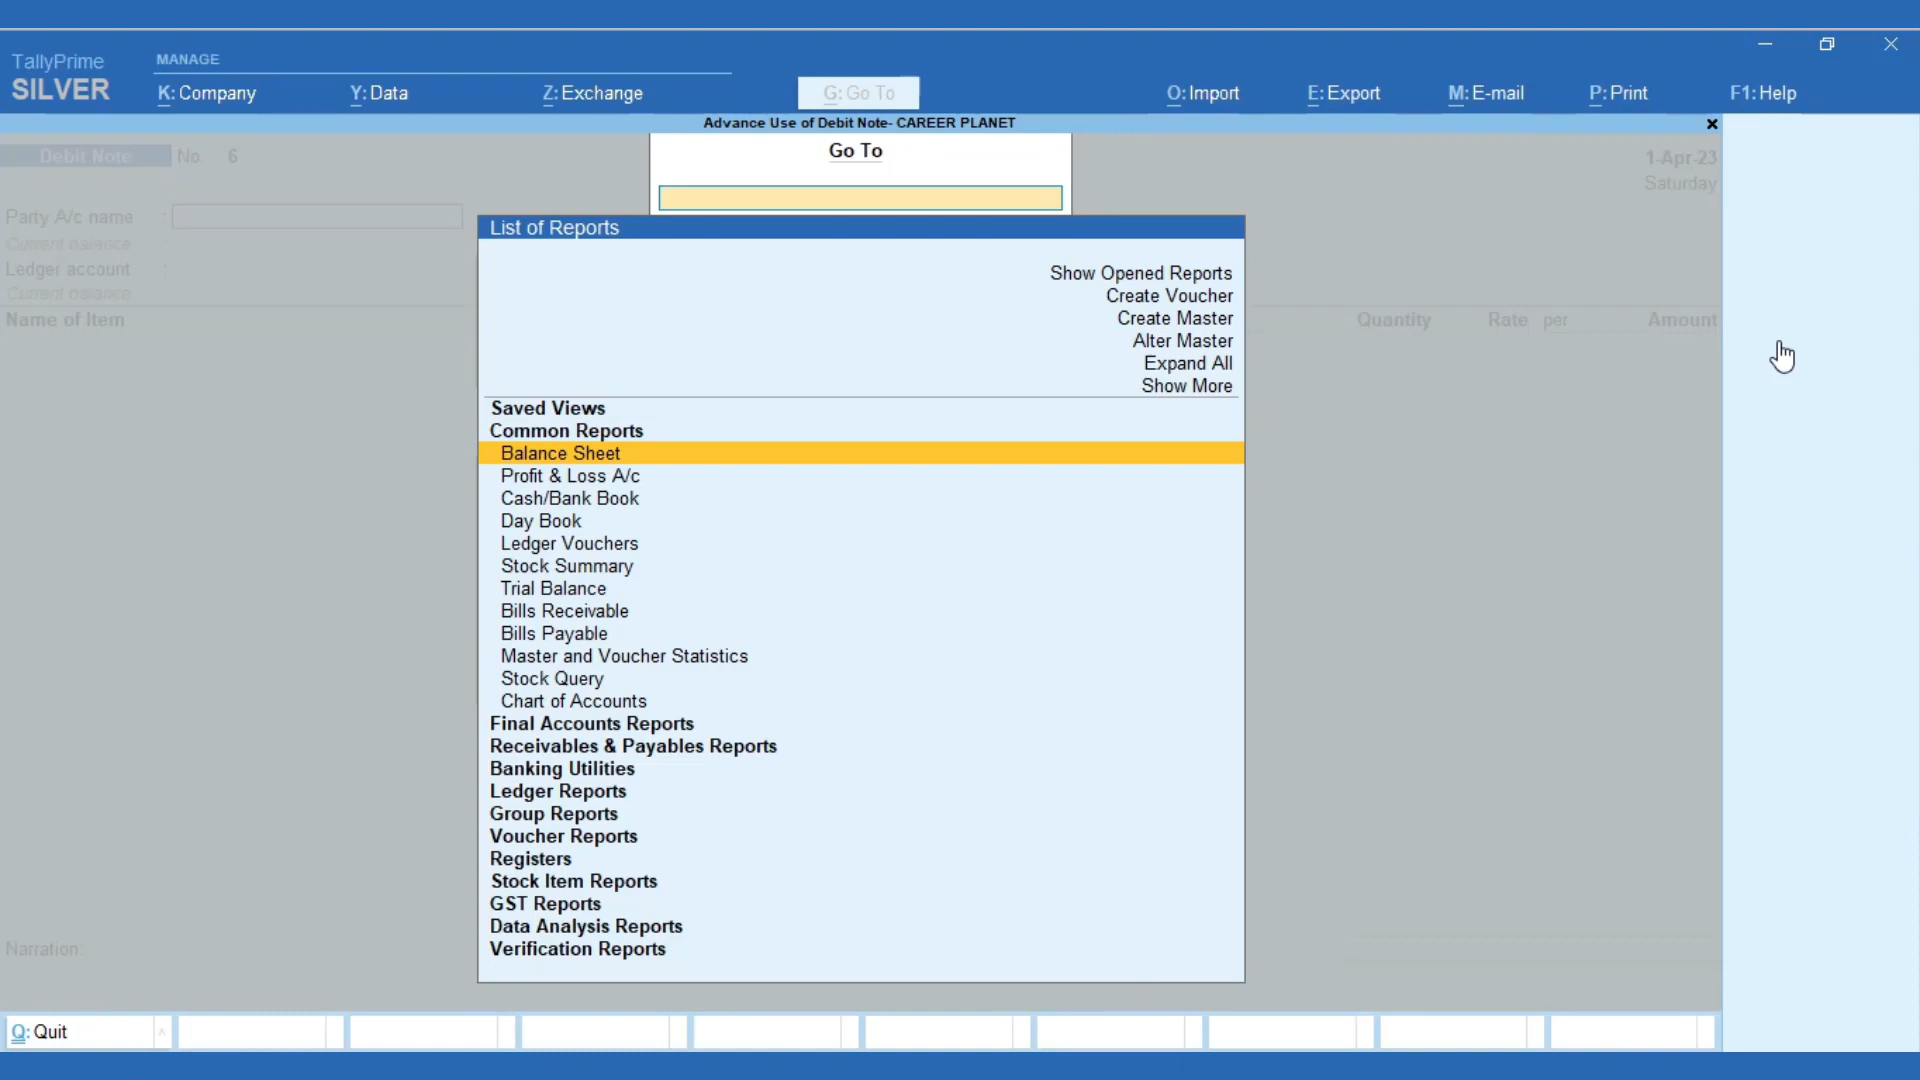 TallyPrime
SILVER
MANAGE
K: Company
Y: Data
Z: Exchange
G: Go To
O: Import
E: Export
M: E-mail
P: Print
F1: Help
Advance Use of Debit Note- CAREER PLANET
Debit Note No. 6
1-Apr-23
Saturday
Go To
Party A/c name :
Current balance
Ledger account :
Current balance
Name of Item
Quantity Rate per Amount
List of Reports
Show Opened Reports
Create Voucher
Create Master
Alter Master
Expand All
Show More
Saved Views
Common Reports
Balance Sheet
Profit & Loss A/c
Cash/Bank Book
Day Book
Ledger Vouchers
Stock Summary
Trial Balance
Bills Receivable
Bills Payable
Master and Voucher Statistics
Stock Query
Chart of Accounts
Final Accounts Reports
Receivables & Payables Reports
Banking Utilities
Ledger Reports
Group Reports
Voucher Reports
Registers
Stock Item Reports
GST Reports
Data Analysis Reports
Verification Reports
Narration:
Q: Quit